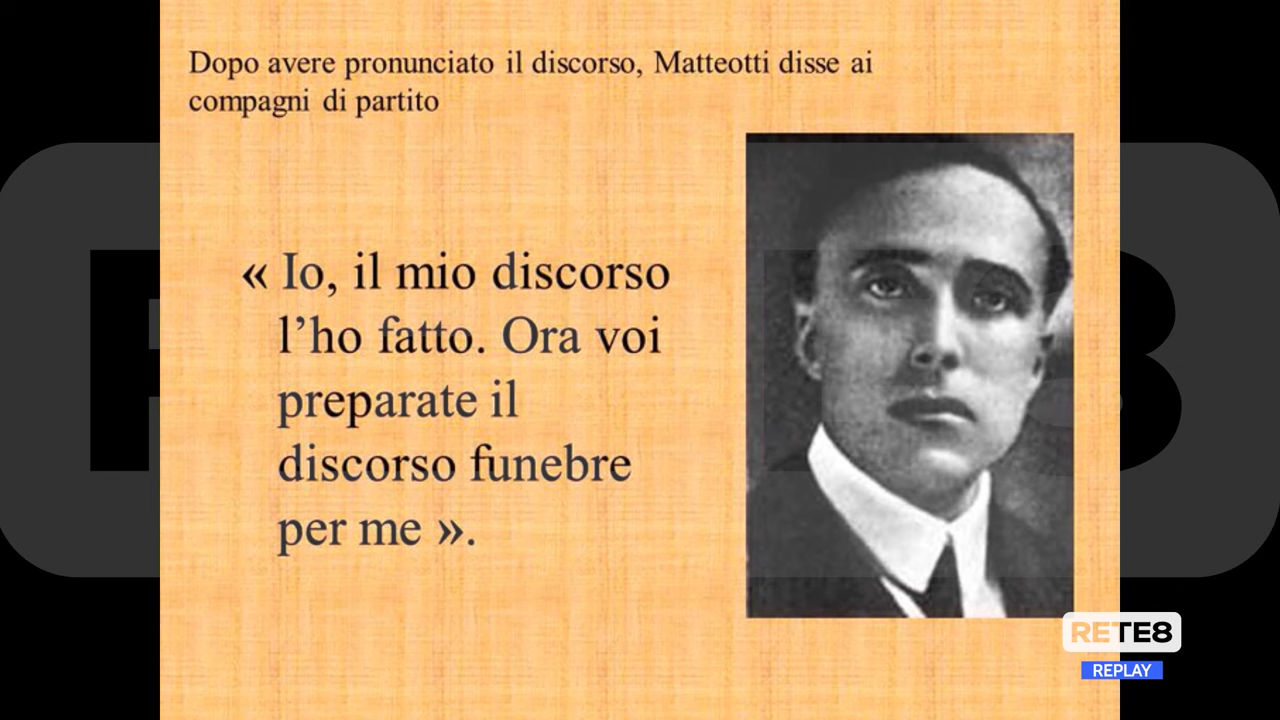 Dopo avere pronunciato il discorso, Matteotti disse ai
compagni di partito
« Io, il mio discorso
l’ho fatto. Ora voi
preparate il
discorso funebre
per me ».
RETE8
REPLAY